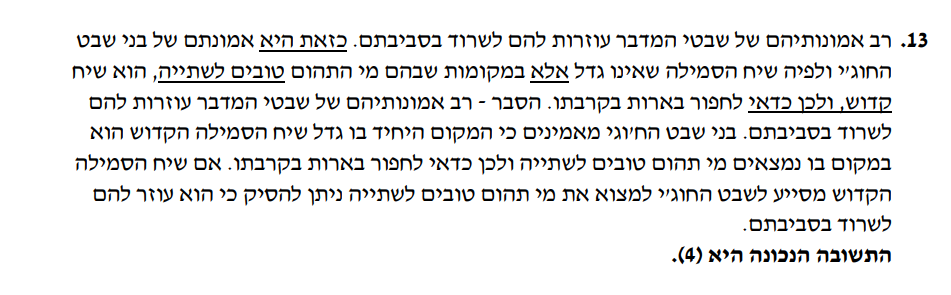 13. רב אמונותיהם של שבטי המדבר עוזרות להם לשרוד בסביבתם. כזאת היא אמונתם של בני שבט
החוג'י ולפיה שיח הסמילה שאינו גדל אלא במקומות שבהם מי התהום טובים לשתייה, הוא שיח
קדוש, ולכן כדאי לחפור בארות בקרבתו. הסבר - רב אמונותיהם של שבטי המדבר עוזרות להם
לשרוד בסביבתם. בני שבט החוגי מאמינים כי המקום היחיד בו גדל שיח הסמילה הקדוש הוא
במקום בו נמצאים מי תהום טובים לשתייה ולכן כדאי לחפור בארות בקרבתו. אם שיח הסמילה
הקדוש מסייע לשבט החוג'י למצוא את מי תהום טובים לשתייה ניתן להסיק כי הוא עוזר להם
לשרוד בסביבתם.
התשובה הנכונה היא (4).